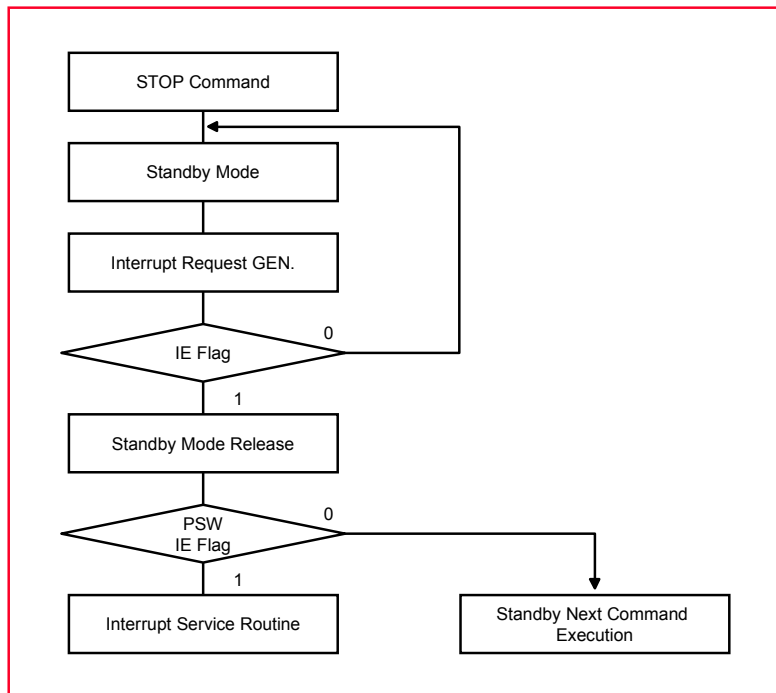 STOP Command
Standby Mode
Interrupt Request GEN.
IE Flag
0
1
Standby Mode Release
PSW
IE Flag
0
1
Interrupt Service Routine
Standby Next Command
Execution